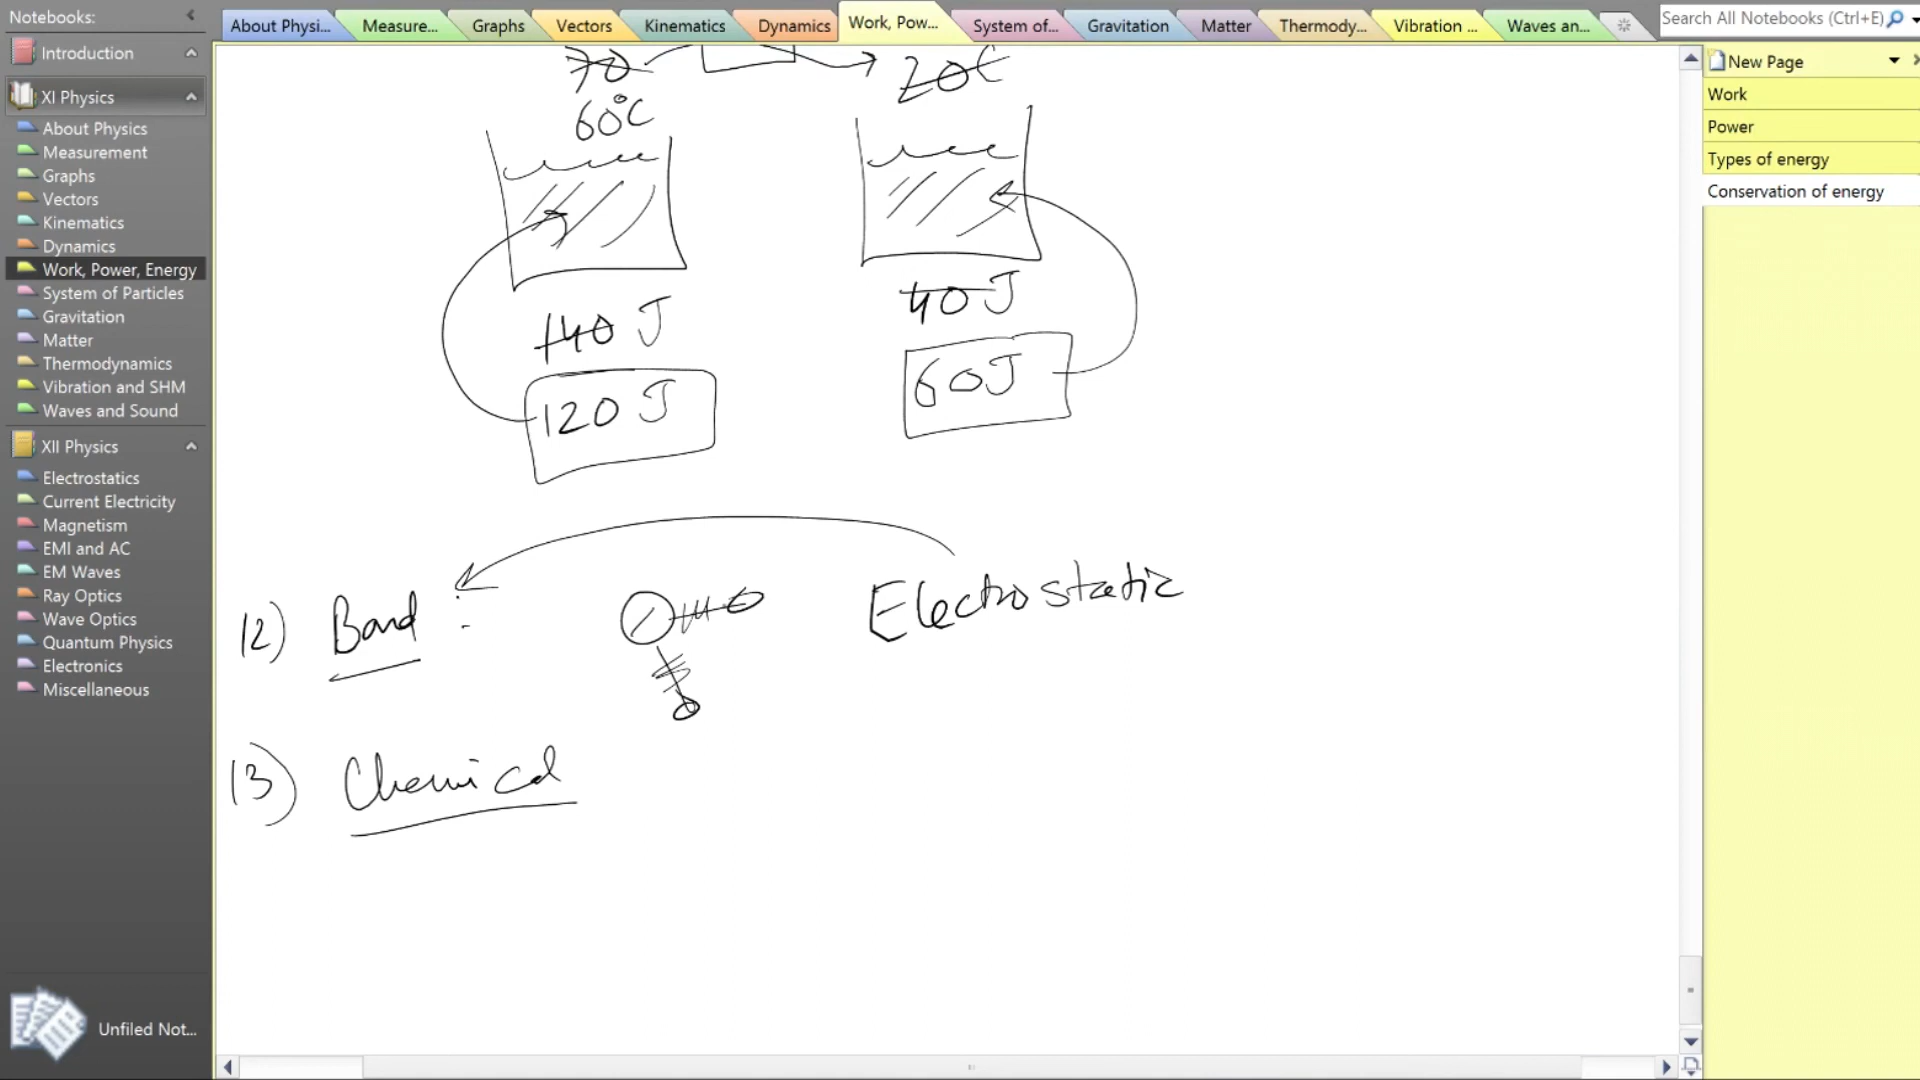 Notebooks:
Introduction
XI Physics
About Physics
Measurement
Graphs
Vectors
Kinematics
Dynamics
Work, Power, Energy
System of Particles
Gravitation
Matter
Thermodynamics
Vibration and SHM
Waves and Sound
XII Physics
Electrostatics
Current Electricity
Magnetism
EMI and AC
EM Waves
Ray Optics
Wave Optics
Quantum Physics
Electronics
Miscellaneous
Unfiled Not...
About Physi... Measure... Graphs Vectors Kinematics Dynamics Work, Pow... System of... Gravitation Matter Thermody... Vibration ... Waves an...
Search All Notebooks (Ctrl+E)
70 20°C
60°C
140 J 40 J
120 J 60J
12) Bond : Electrostatic
13) Chemical
New Page
Work
Power
Types of energy
Conservation of energy